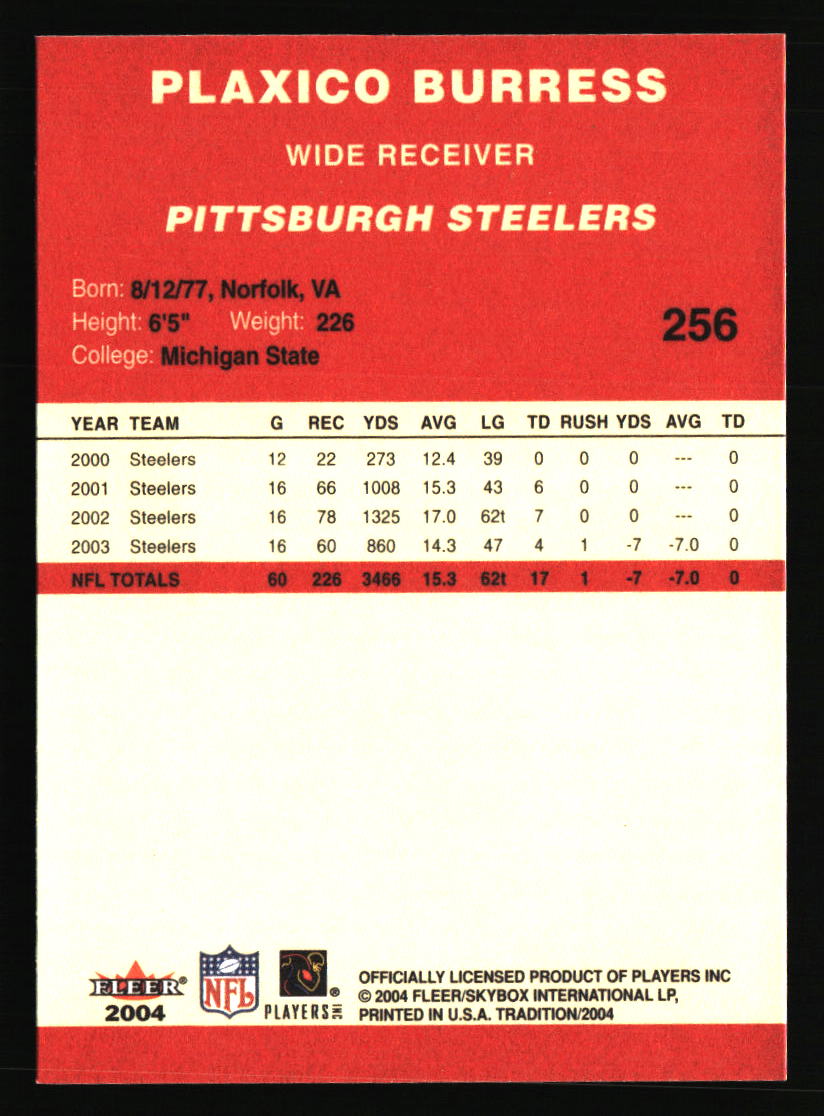 PLAXICO BURRESS
WIDE RECEIVER
PITTSBURGH STEELERS
Born: 8/12/77, Norfolk, VA
Height: 6'5" Weight: 226
College: Michigan State
256
YEAR TEAM G REC YDS AVG LG TD RUSH YDS AVG TD
2000 Steelers 12 22 273 12.4 39 0 0 0 --- 0
2001 Steelers 16 66 1008 15.3 43 6 0 0 --- 0
2002 Steelers 16 78 1325 17.0 62t 7 0 0 --- 0
2003 Steelers 16 60 860 14.3 47 4 1 -7 -7.0 0
NFL TOTALS 60 226 3466 15.3 62t 17 1 -7 -7.0 0
FLEER®
2004
NFL
PLAYERS INC ®
OFFICIALLY LICENSED PRODUCT OF PLAYERS INC
© 2004 FLEER/SKYBOX INTERNATIONAL LP,
PRINTED IN U.S.A. TRADITION/2004